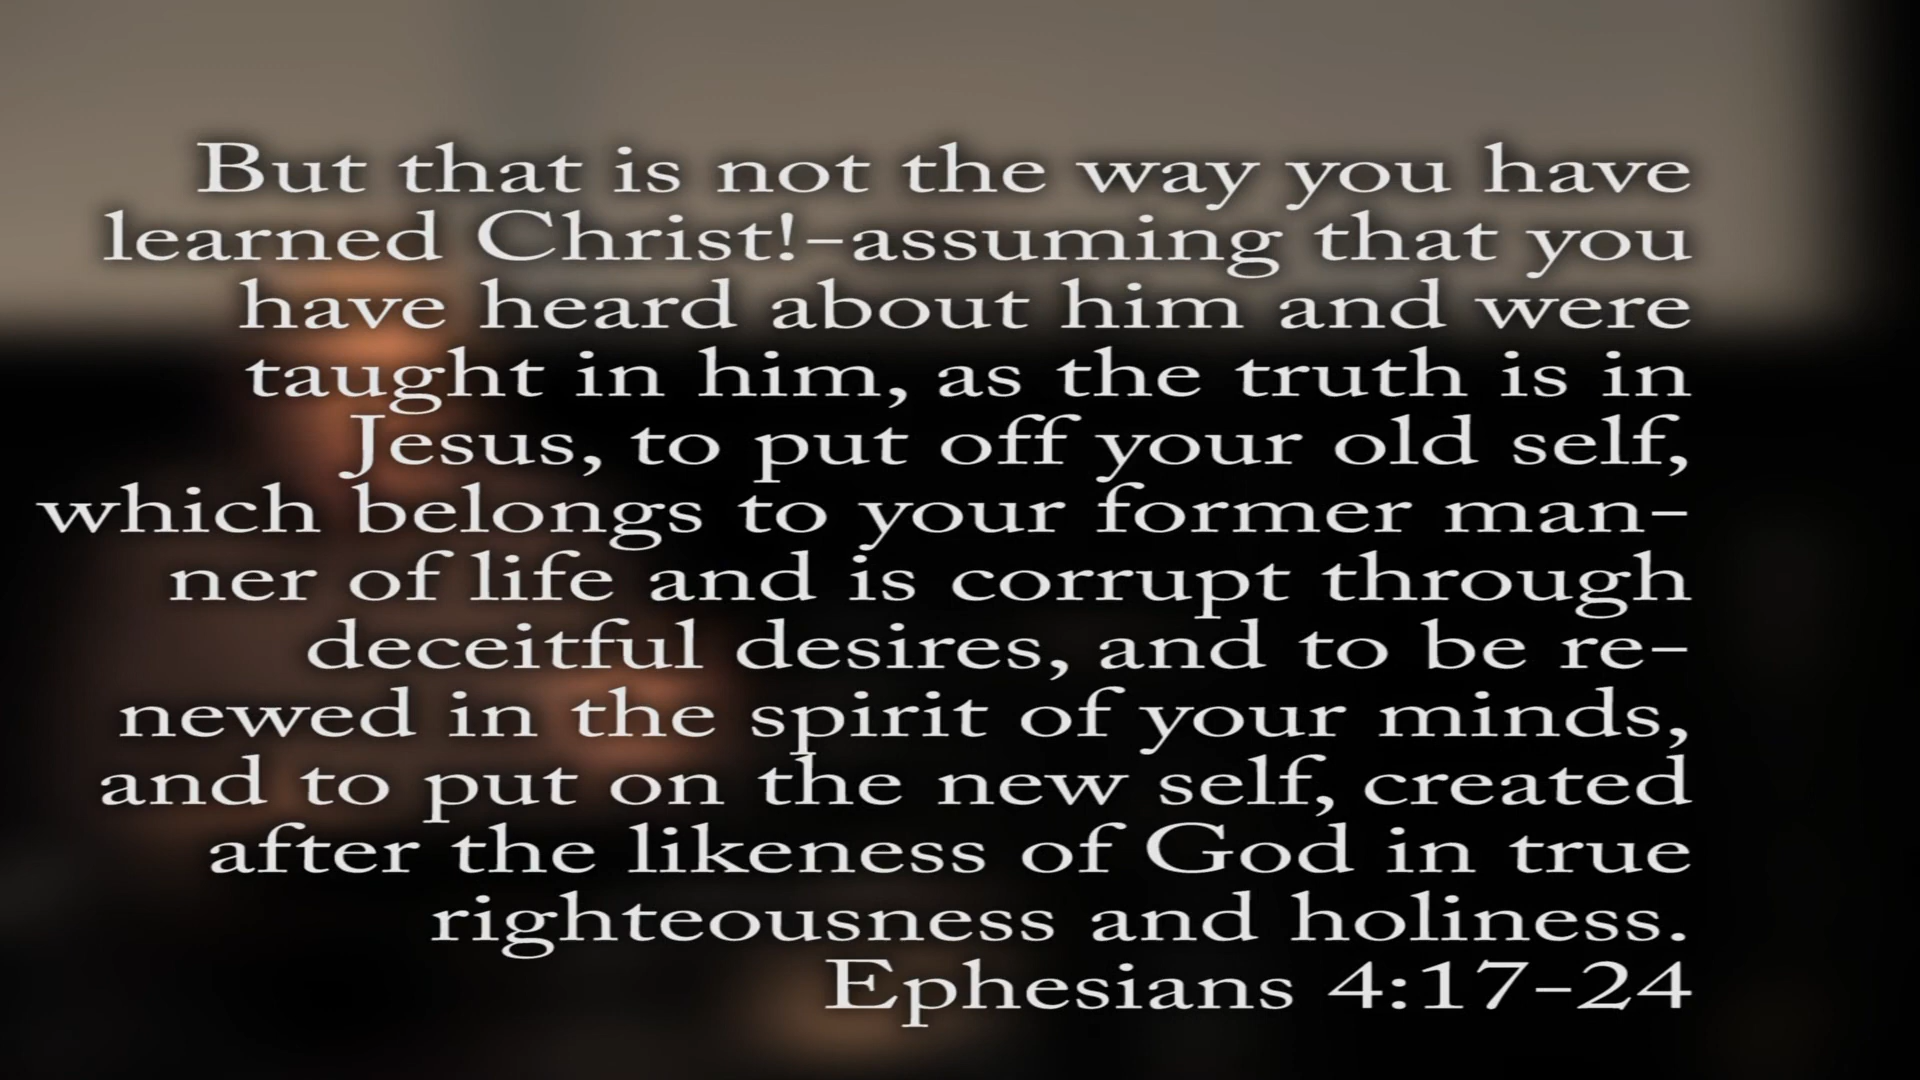 But that is not the way you have
learned Christ!-assuming that you
have heard about him and were
taught in him, as the truth is in
Jesus, to put off your old self,
which belongs to your former man-
ner of life and is corrupt through
deceitful desires, and to be re-
newed in the spirit of your minds,
and to put on the new self, created
after the likeness of God in true
righteousness and holiness.
Ephesians 4:17-24